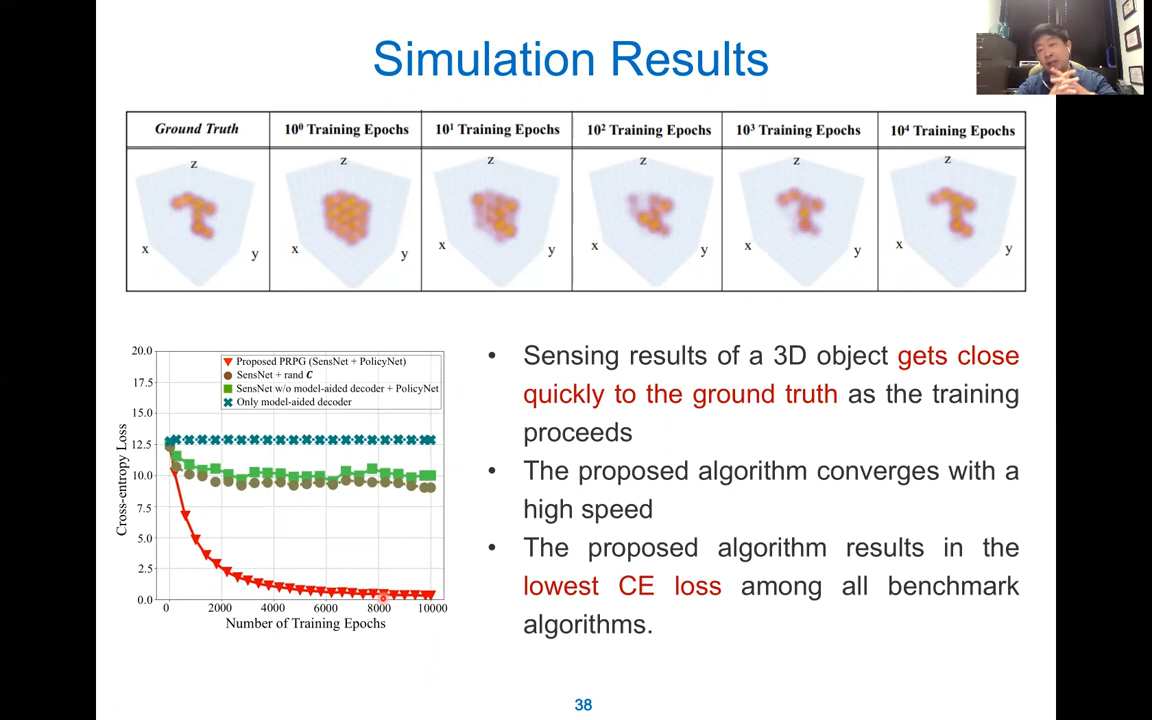 Simulation Results
Ground Truth
10⁰ Training Epochs
10¹ Training Epochs
10² Training Epochs
10³ Training Epochs
10⁴ Training Epochs
z
x
y
z
x
y
z
x
y
z
x
y
z
x
y
z
x
y
20.0
17.5
15.0
12.5
10.0
7.5
5.0
2.5
0.0
Cross-entropy Loss
Proposed PRPG (SensNet + PolicyNet)
SensNet + rand C
SensNet w/o model-aided decoder + PolicyNet
Only model-aided decoder
0 2000 4000 6000 8000 10000
Number of Training Epochs
• Sensing results of a 3D object gets close
quickly to the ground truth as the training
proceeds
• The proposed algorithm converges with a
high speed
• The proposed algorithm results in the
lowest CE loss among all benchmark
algorithms.
38